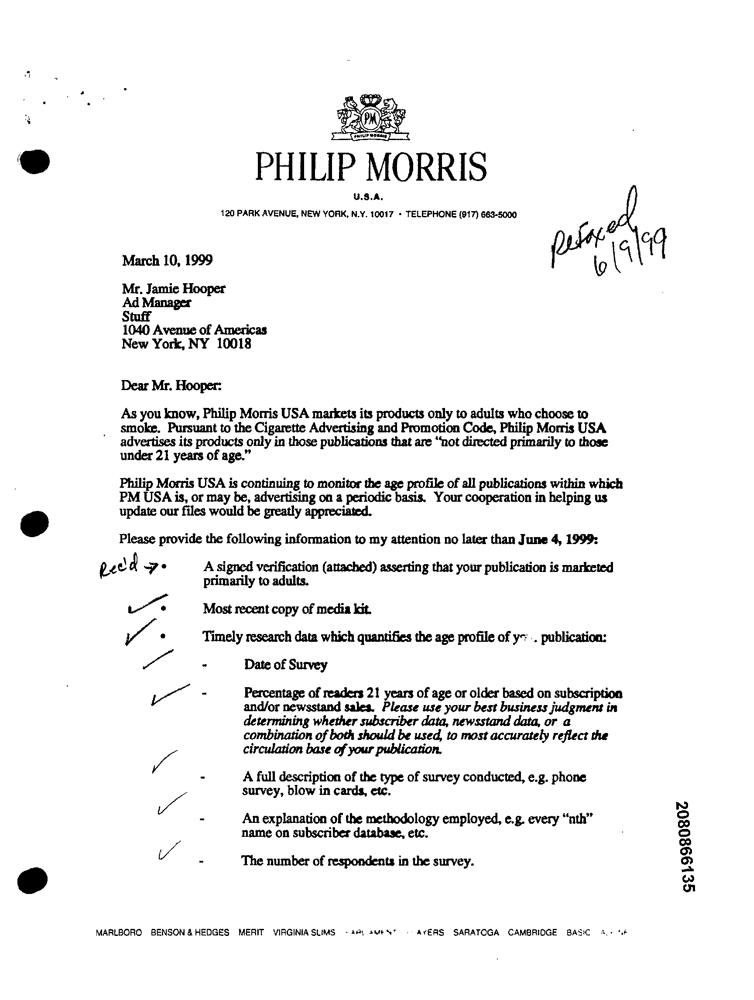 PM
PHILIP MORRIS
PHILIP MORRIS
U.S.A.
120 PARK AVENUE, NEW YORK, N.Y. 10017 • TELEPHONE (917) 663-5000
Refaxed
6/9/99
March 10, 1999
Mr. Jamie Hooper
Ad Manager
Stuff
1040 Avenue of Americas
New York, NY 10018
Dear Mr. Hooper:
As you know, Philip Morris USA markets its products only to adults who choose to
smoke. Pursuant to the Cigarette Advertising and Promotion Code, Philip Morris USA
advertises its products only in those publications that are "not directed primarily to those
under 21 years of age."
Philip Morris USA is continuing to monitor the age profile of all publications within which
PM USA is, or may be, advertising on a periodic basis. Your cooperation in helping us
update our files would be greatly appreciated.
Please provide the following information to my attention no later than June 4, 1999:
Rec'd → • A signed verification (attached) asserting that your publication is marketed
primarily to adults.
✓ • Most recent copy of media kit.
✓ • Timely research data which quantifies the age profile of publication:
✓ - Date of Survey
✓ - Percentage of readers 21 years of age or older based on subscription
and/or newsstand sales. Please use your best business judgment in
determining whether subscriber data, newsstand data, or a
combination of both should be used, to most accurately reflect the
circulation base of your publication.
✓ - A full description of the type of survey conducted, e.g. phone
survey, blow in cards, etc.
✓ - An explanation of the methodology employed, e.g. every "nth"
name on subscriber database, etc.
✓ - The number of respondents in the survey.
2080866135
MARLBORO BENSON & HEDGES MERIT VIRGINIA SLIMS SARATOGA CAMBRIDGE BASIC